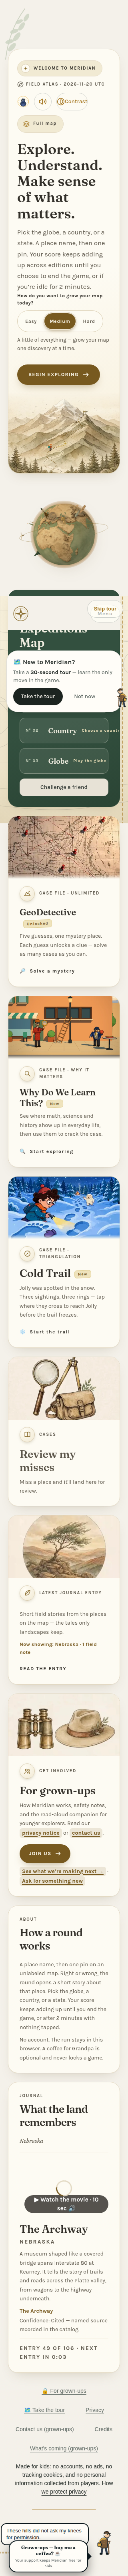 WELCOME TO MERIDIAN
FIELD ATLAS · 2025-11-20 UTC
Contrast
Full map
Explore.
Understand.
Make sense
of what
matters.
Pick the globe, a country, or a
state. A place name, then one
pin. Your score keeps adding
up across editions until you
choose to end the game, or if
you're idle for 2 minutes.
How do you want to grow your map
today?
Easy
Medium
Hard
A little of everything — grow your map
one discovery at a time.
BEGIN EXPLORING →
Skip tour
Expeditions
Map
🗺️ New to Meridian?
Take a 30-second tour — learn the only
move in the game.
Take the tour
Not now
N° 02
Country
Choose a count
N° 03
Globe
Play the globe
Challenge a friend
CASE FILE · UNLIMITED
GeoDetective
Unlocked
Five guesses, one mystery place.
Each guess unlocks a clue — solve
as many cases as you can.
🔎 Solve a mystery
CASE FILE · WHY IT
MATTERS
Why Do We Learn
This? New
See where math, science and
history show up in everyday life,
then use them to crack the case.
🔍 Start exploring
CASE FILE ·
TRIANGULATION
Cold Trail New
Jolly was spotted in the snow.
Three sightings, three rings — tap
where they cross to reach Jolly
before the trail freezes.
❄️ Start the trail
CASES
Review my
misses
Miss a place and it'll land here for
review.
LATEST JOURNAL ENTRY
Short field stories from the places
on the map — the tales only
landscapes keep.
Now showing: Nebraska · 1 field
note
READ THE ENTRY
GET INVOLVED
For grown-ups
How Meridian works, safety notes,
and the read-aloud companion for
younger explorers. Read our
privacy notice or contact us.
JOIN US →
See what we're making next →
Ask for something new
ABOUT
How a round
works
A place name, then one pin on an
unlabeled map. Right or wrong, the
round opens a short story about
that place. Pick the globe, a
country, or a state. Your score
keeps adding up until you end the
game, or after 2 minutes with
nothing tapped.
No account. The run stays in this
browser. A coffee for Grandew is
optional and never locks a game.
JOURNAL
What the land
remembers
Nebraska
▶ Watch the movie · 10
sec 🔊
The Archway
NEBRASKA
A museum shaped like a covered
bridge spans Interstate 80 at
Kearney. It tells the story of trails
and roads across the Platte valley,
from wagons to the highway
underneath.
The Archway
Confidence: Cited — named source
recorded in the catalog.
ENTRY 49 OF 106 · NEXT
ENTRY IN 0:03
🔒 For grown-ups
🗺️ Take the tour
Privacy
Contact us (grown-ups)
Credits
What's coming (grown-ups)
Made for kids: no accounts, no ads, no
tracking cookies, and no personal
information collected from players. How
we protect privacy
These hills did not ask my knees
for permission.
Grown-ups — buy me a
coffee? ☕
Your support keeps Meridian free for
kids